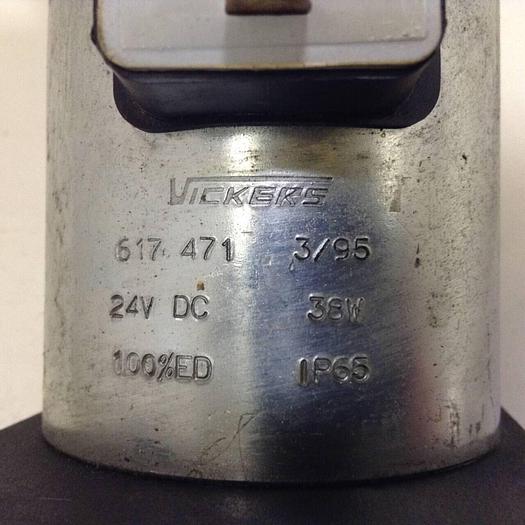 VICKERS
617 471 3/95
24V DC 38W
100%ED IP65